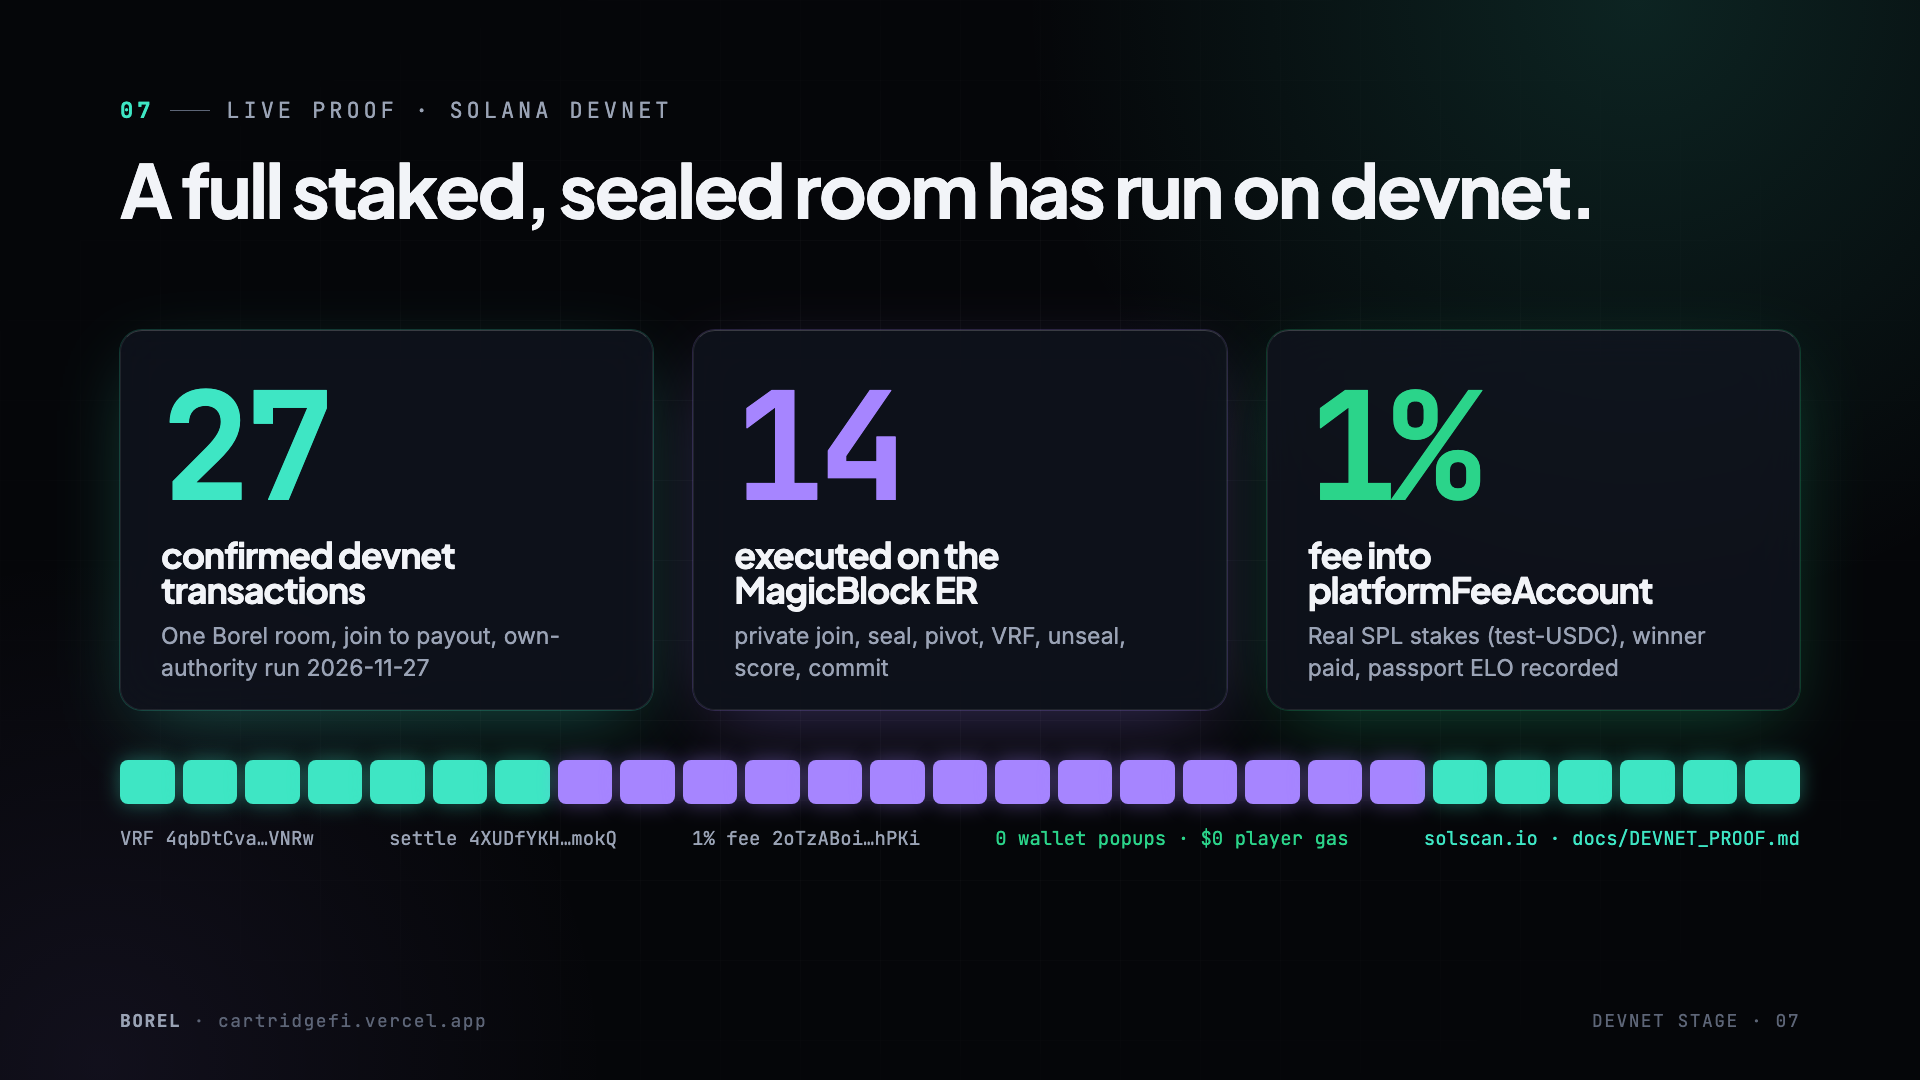 07 — LIVE PROOF · SOLANA DEVNET
A full staked, sealed room has run on devnet.
27
confirmed devnet
transactions
One Borel room, join to payout, own-
authority run 2026-11-27
14
executed on the
MagicBlock ER
private join, seal, pivot, VRF, unseal,
score, commit
1%
fee into
platformFeeAccount
Real SPL stakes (test-USDC), winner
paid, passport ELO recorded
VRF 4qbDtCva…VNRw
settle 4XUDfYKH…mokQ
1% fee 2oTzABoi…hPKi
0 wallet popups · $0 player gas
solscan.io · docs/DEVNET_PROOF.md
BOREL · cartridgefi.vercel.app
DEVNET STAGE · 07